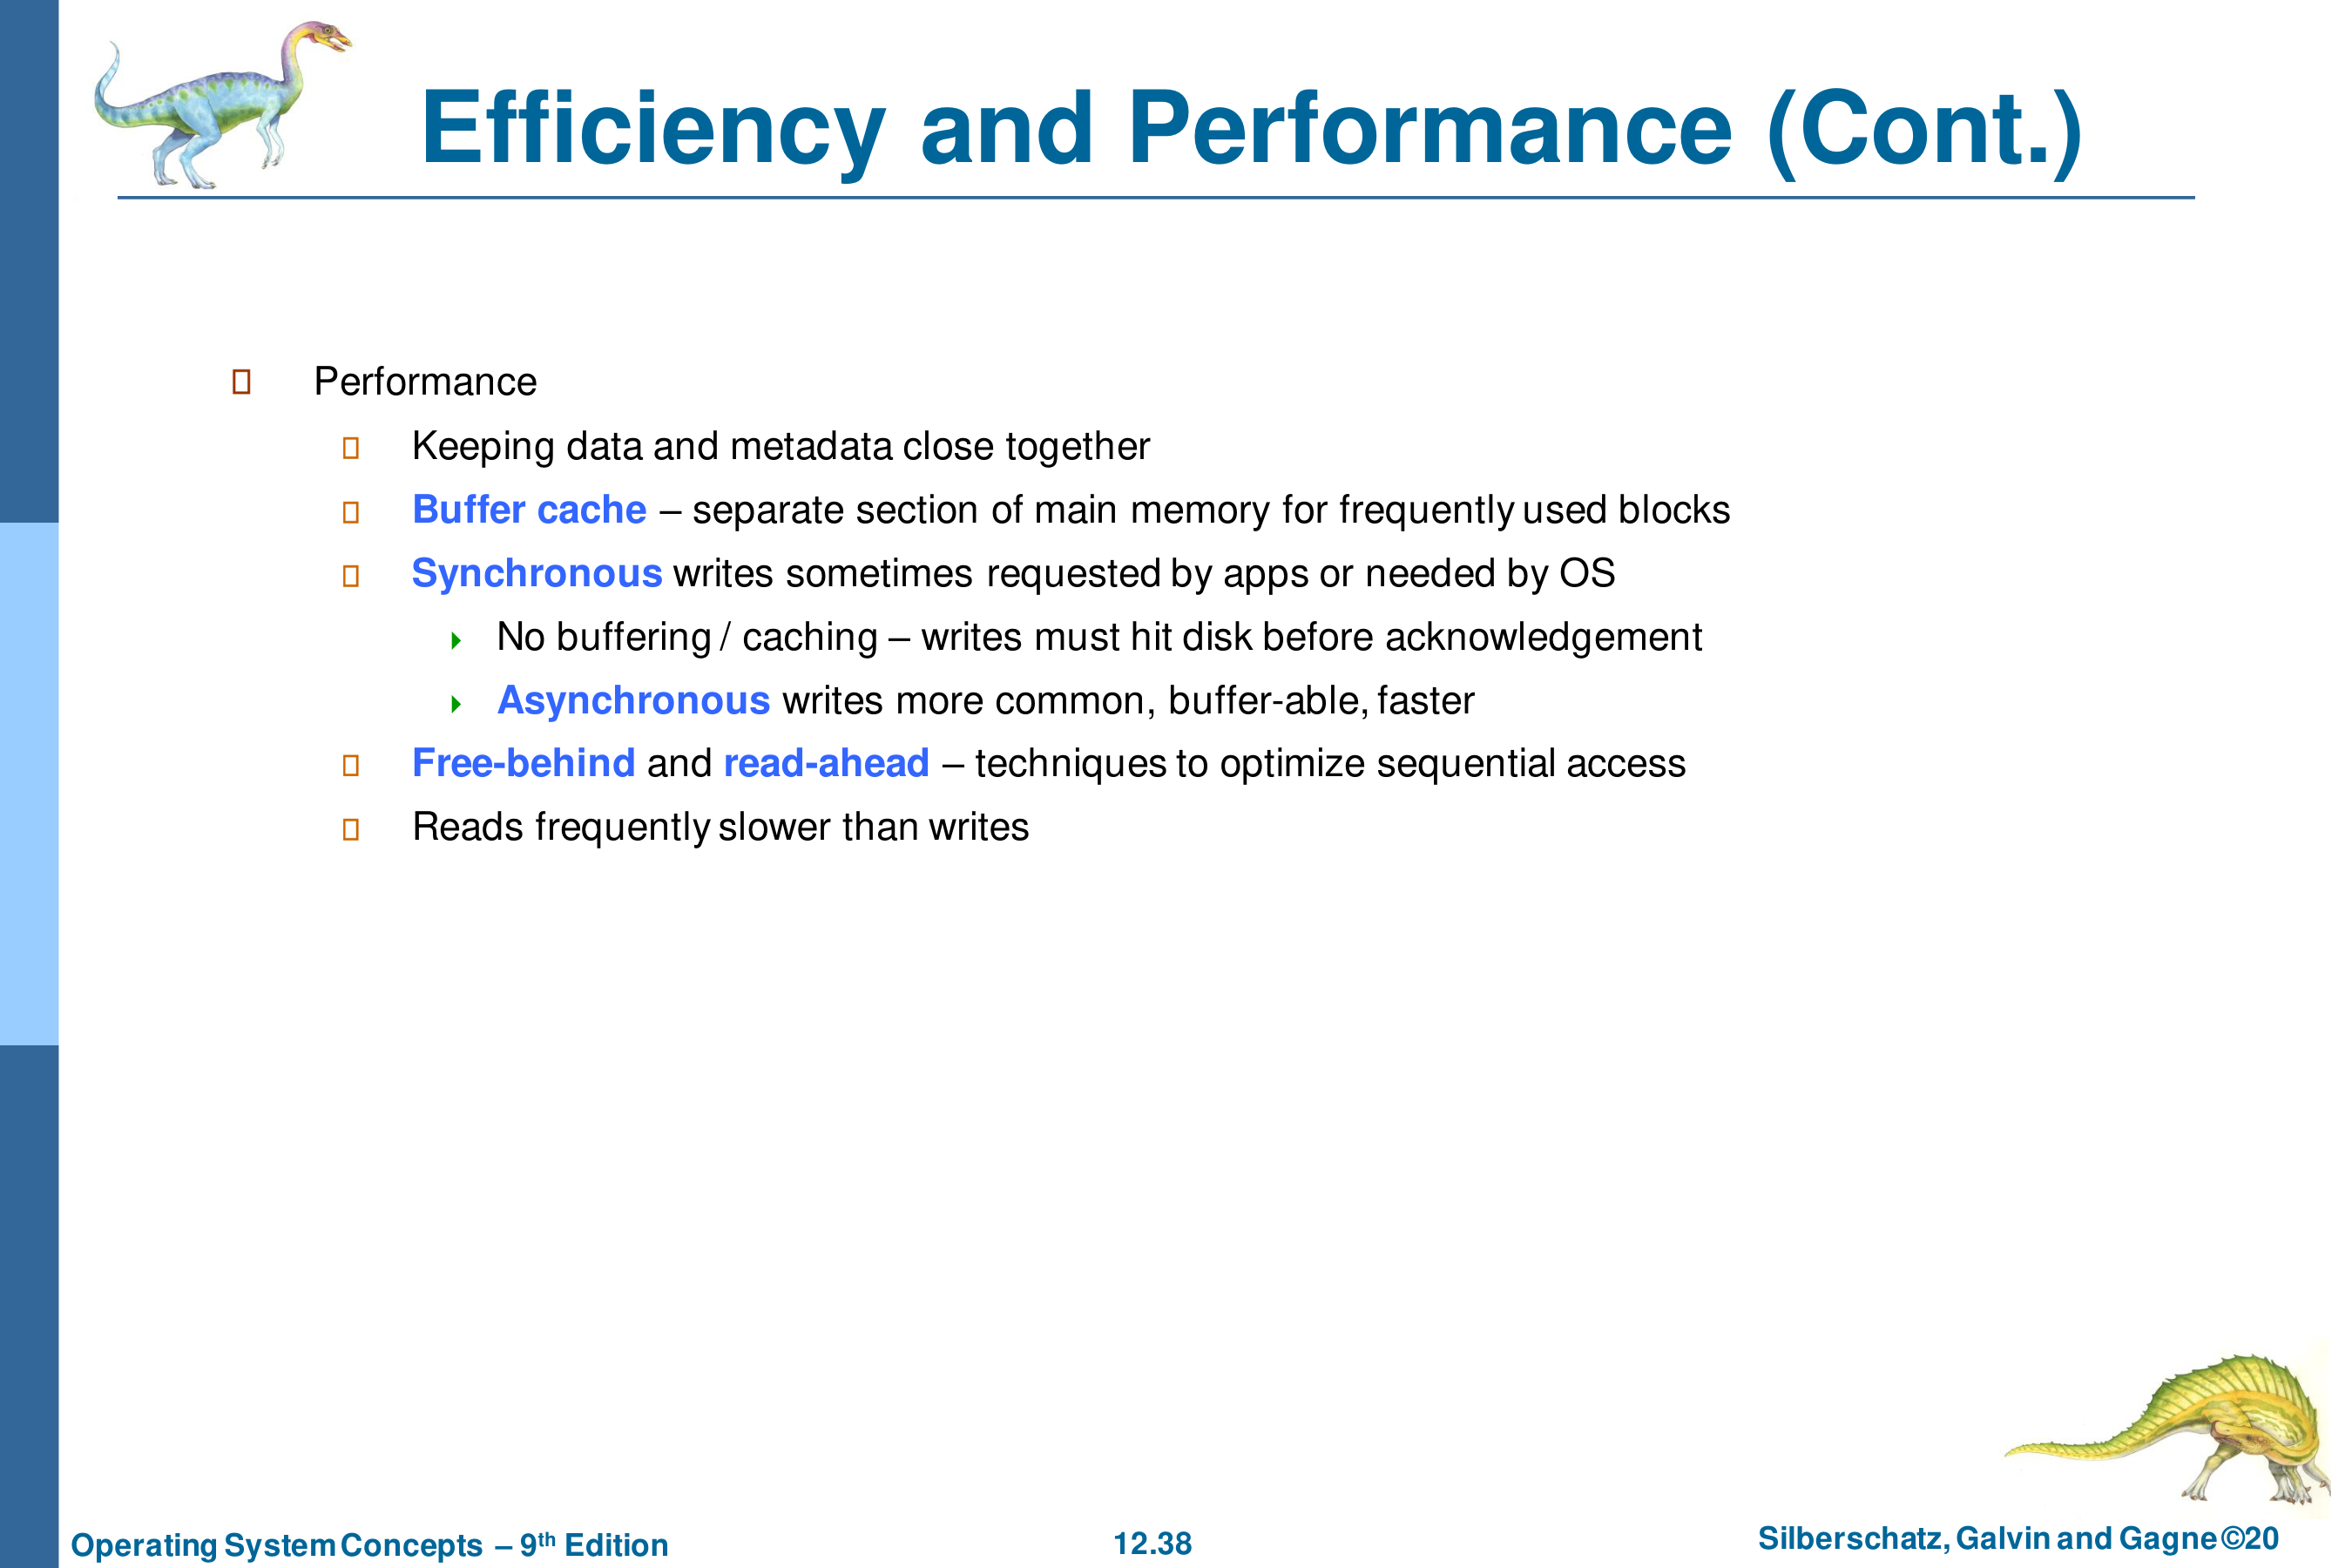 Efficiency and Performance (Cont.)
Performance
Keeping data and metadata close together
Buffer cache – separate section of main memory for frequently used blocks
Synchronous writes sometimes requested by apps or needed by OS
No buffering / caching – writes must hit disk before acknowledgement
Asynchronous writes more common, buffer-able, faster
Free-behind and read-ahead – techniques to optimize sequential access
Reads frequently slower than writes
Operating System Concepts – 9th Edition
12.38
Silberschatz, Galvin and Gagne ©20